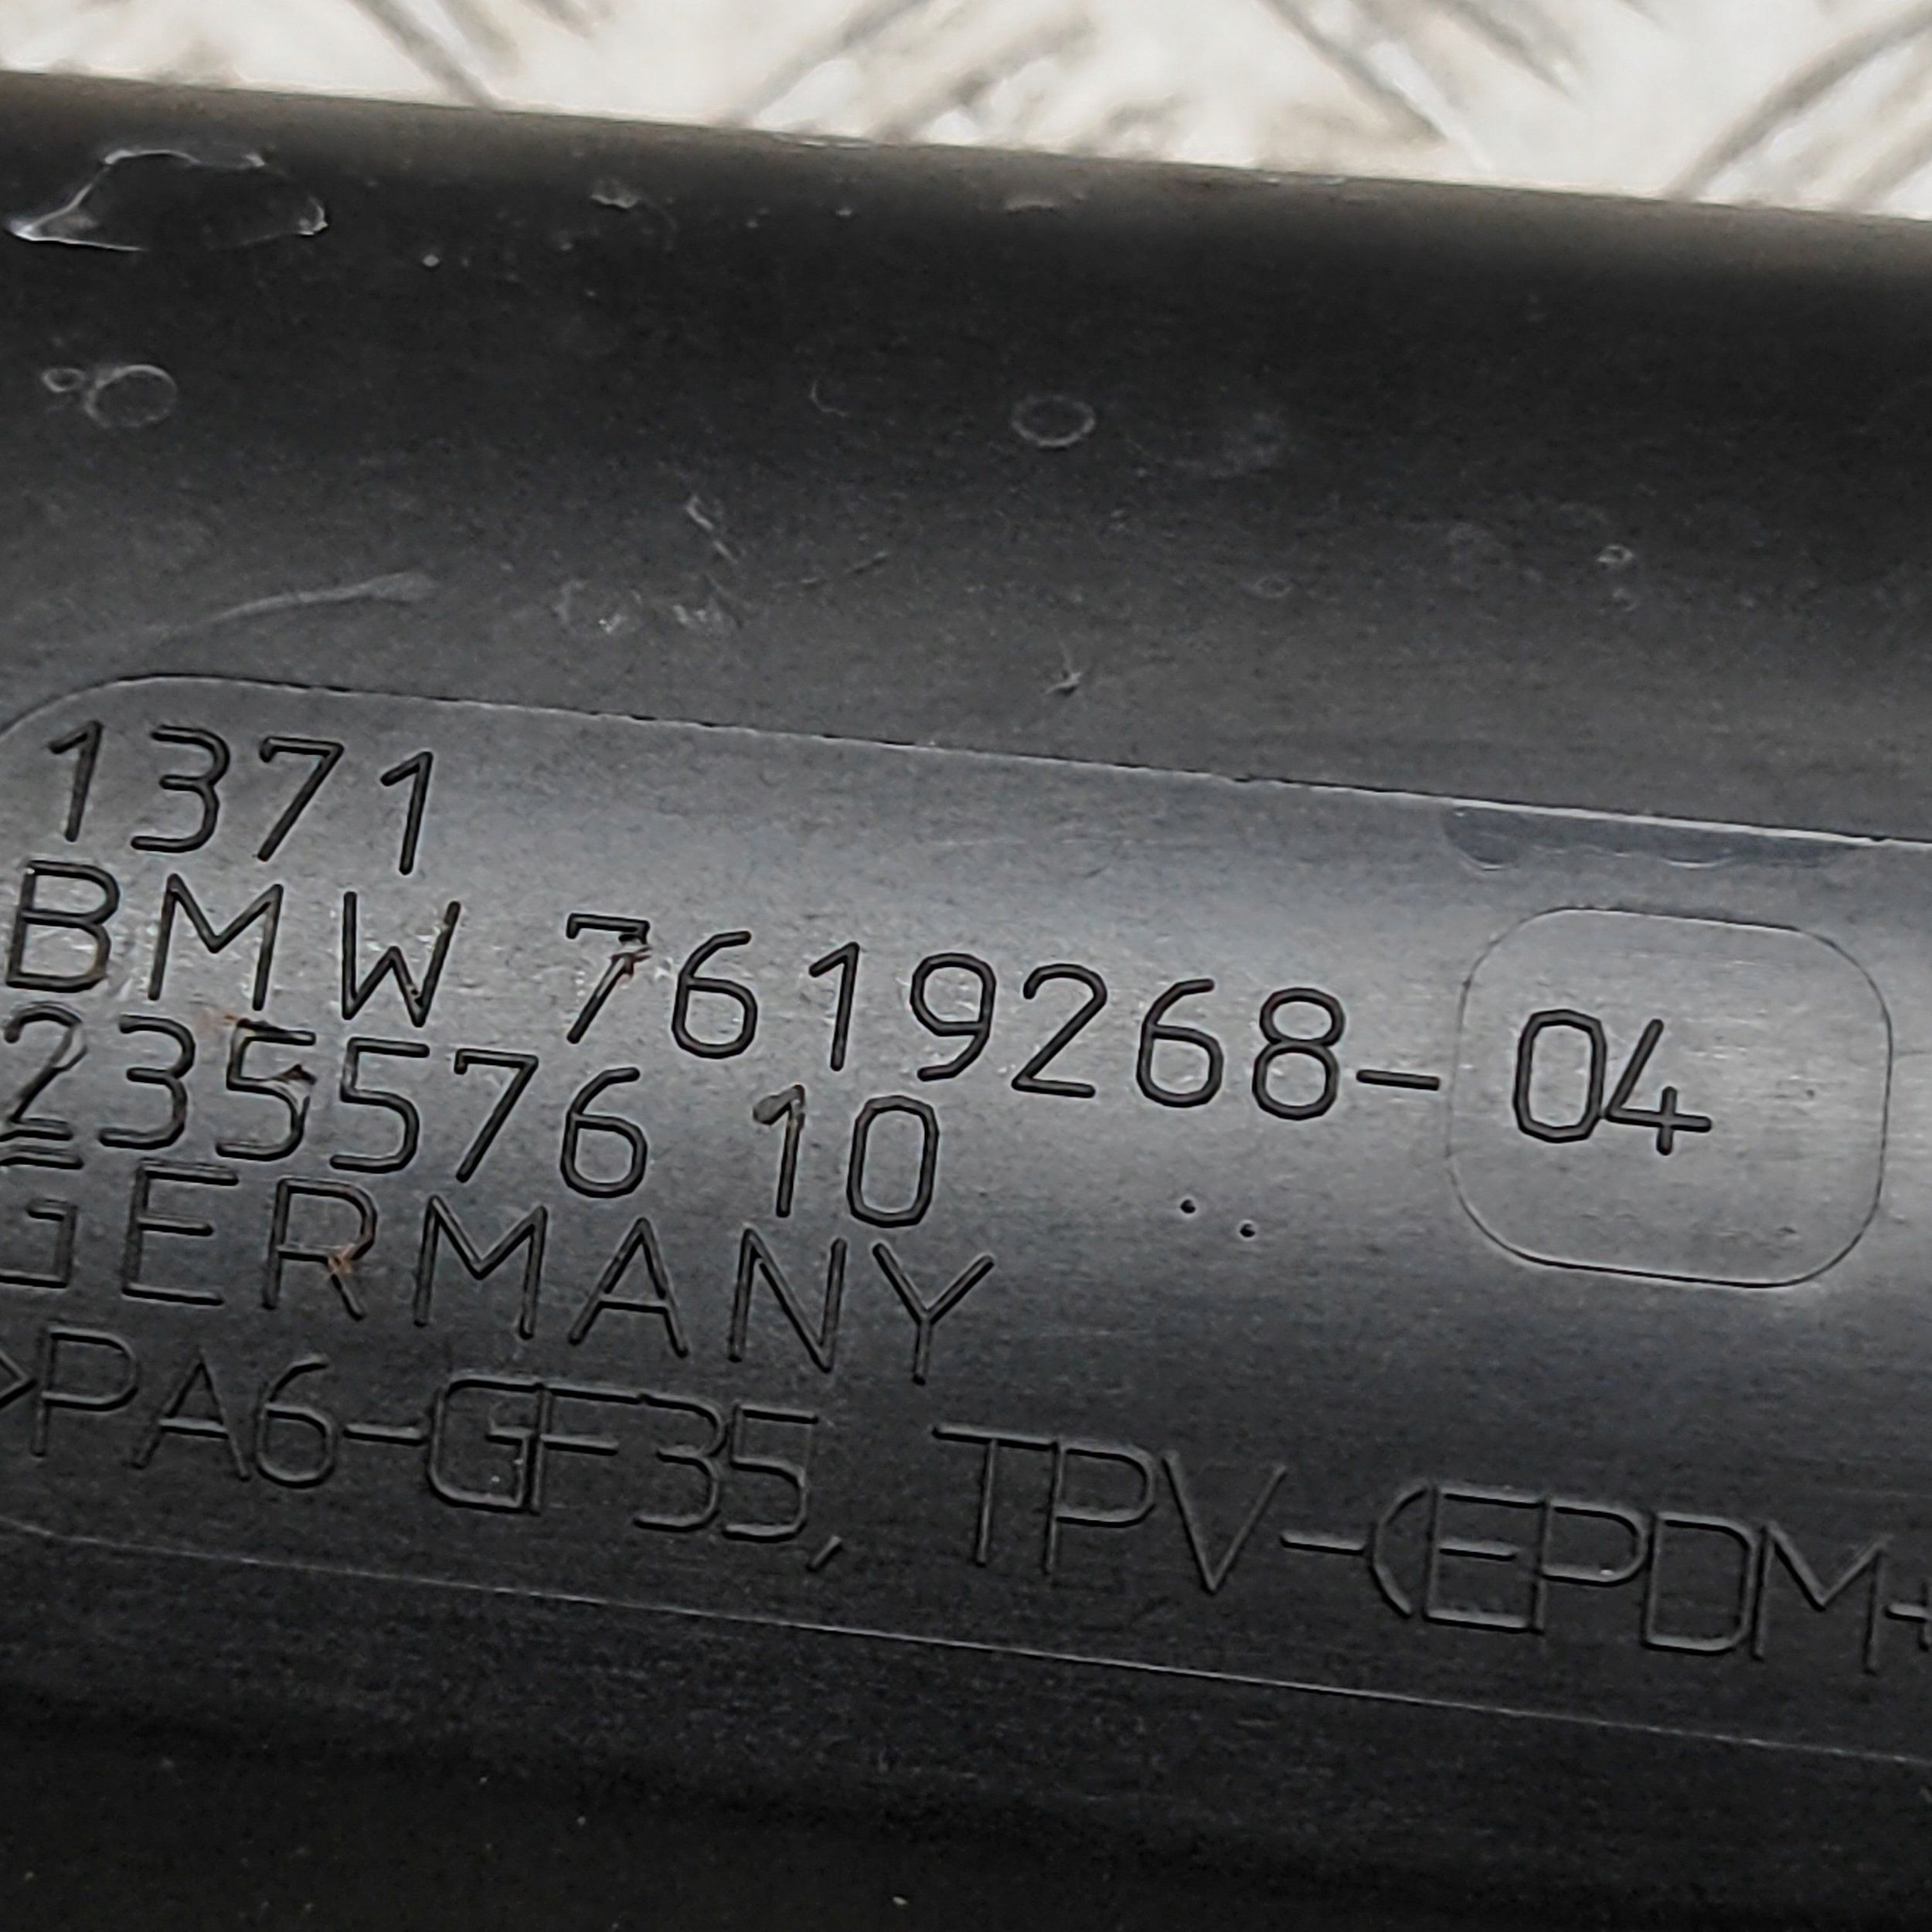 1371
BMW 7619268-04
235576 10
GERMANY
>PA6-GF35, TPV-(EPDM+